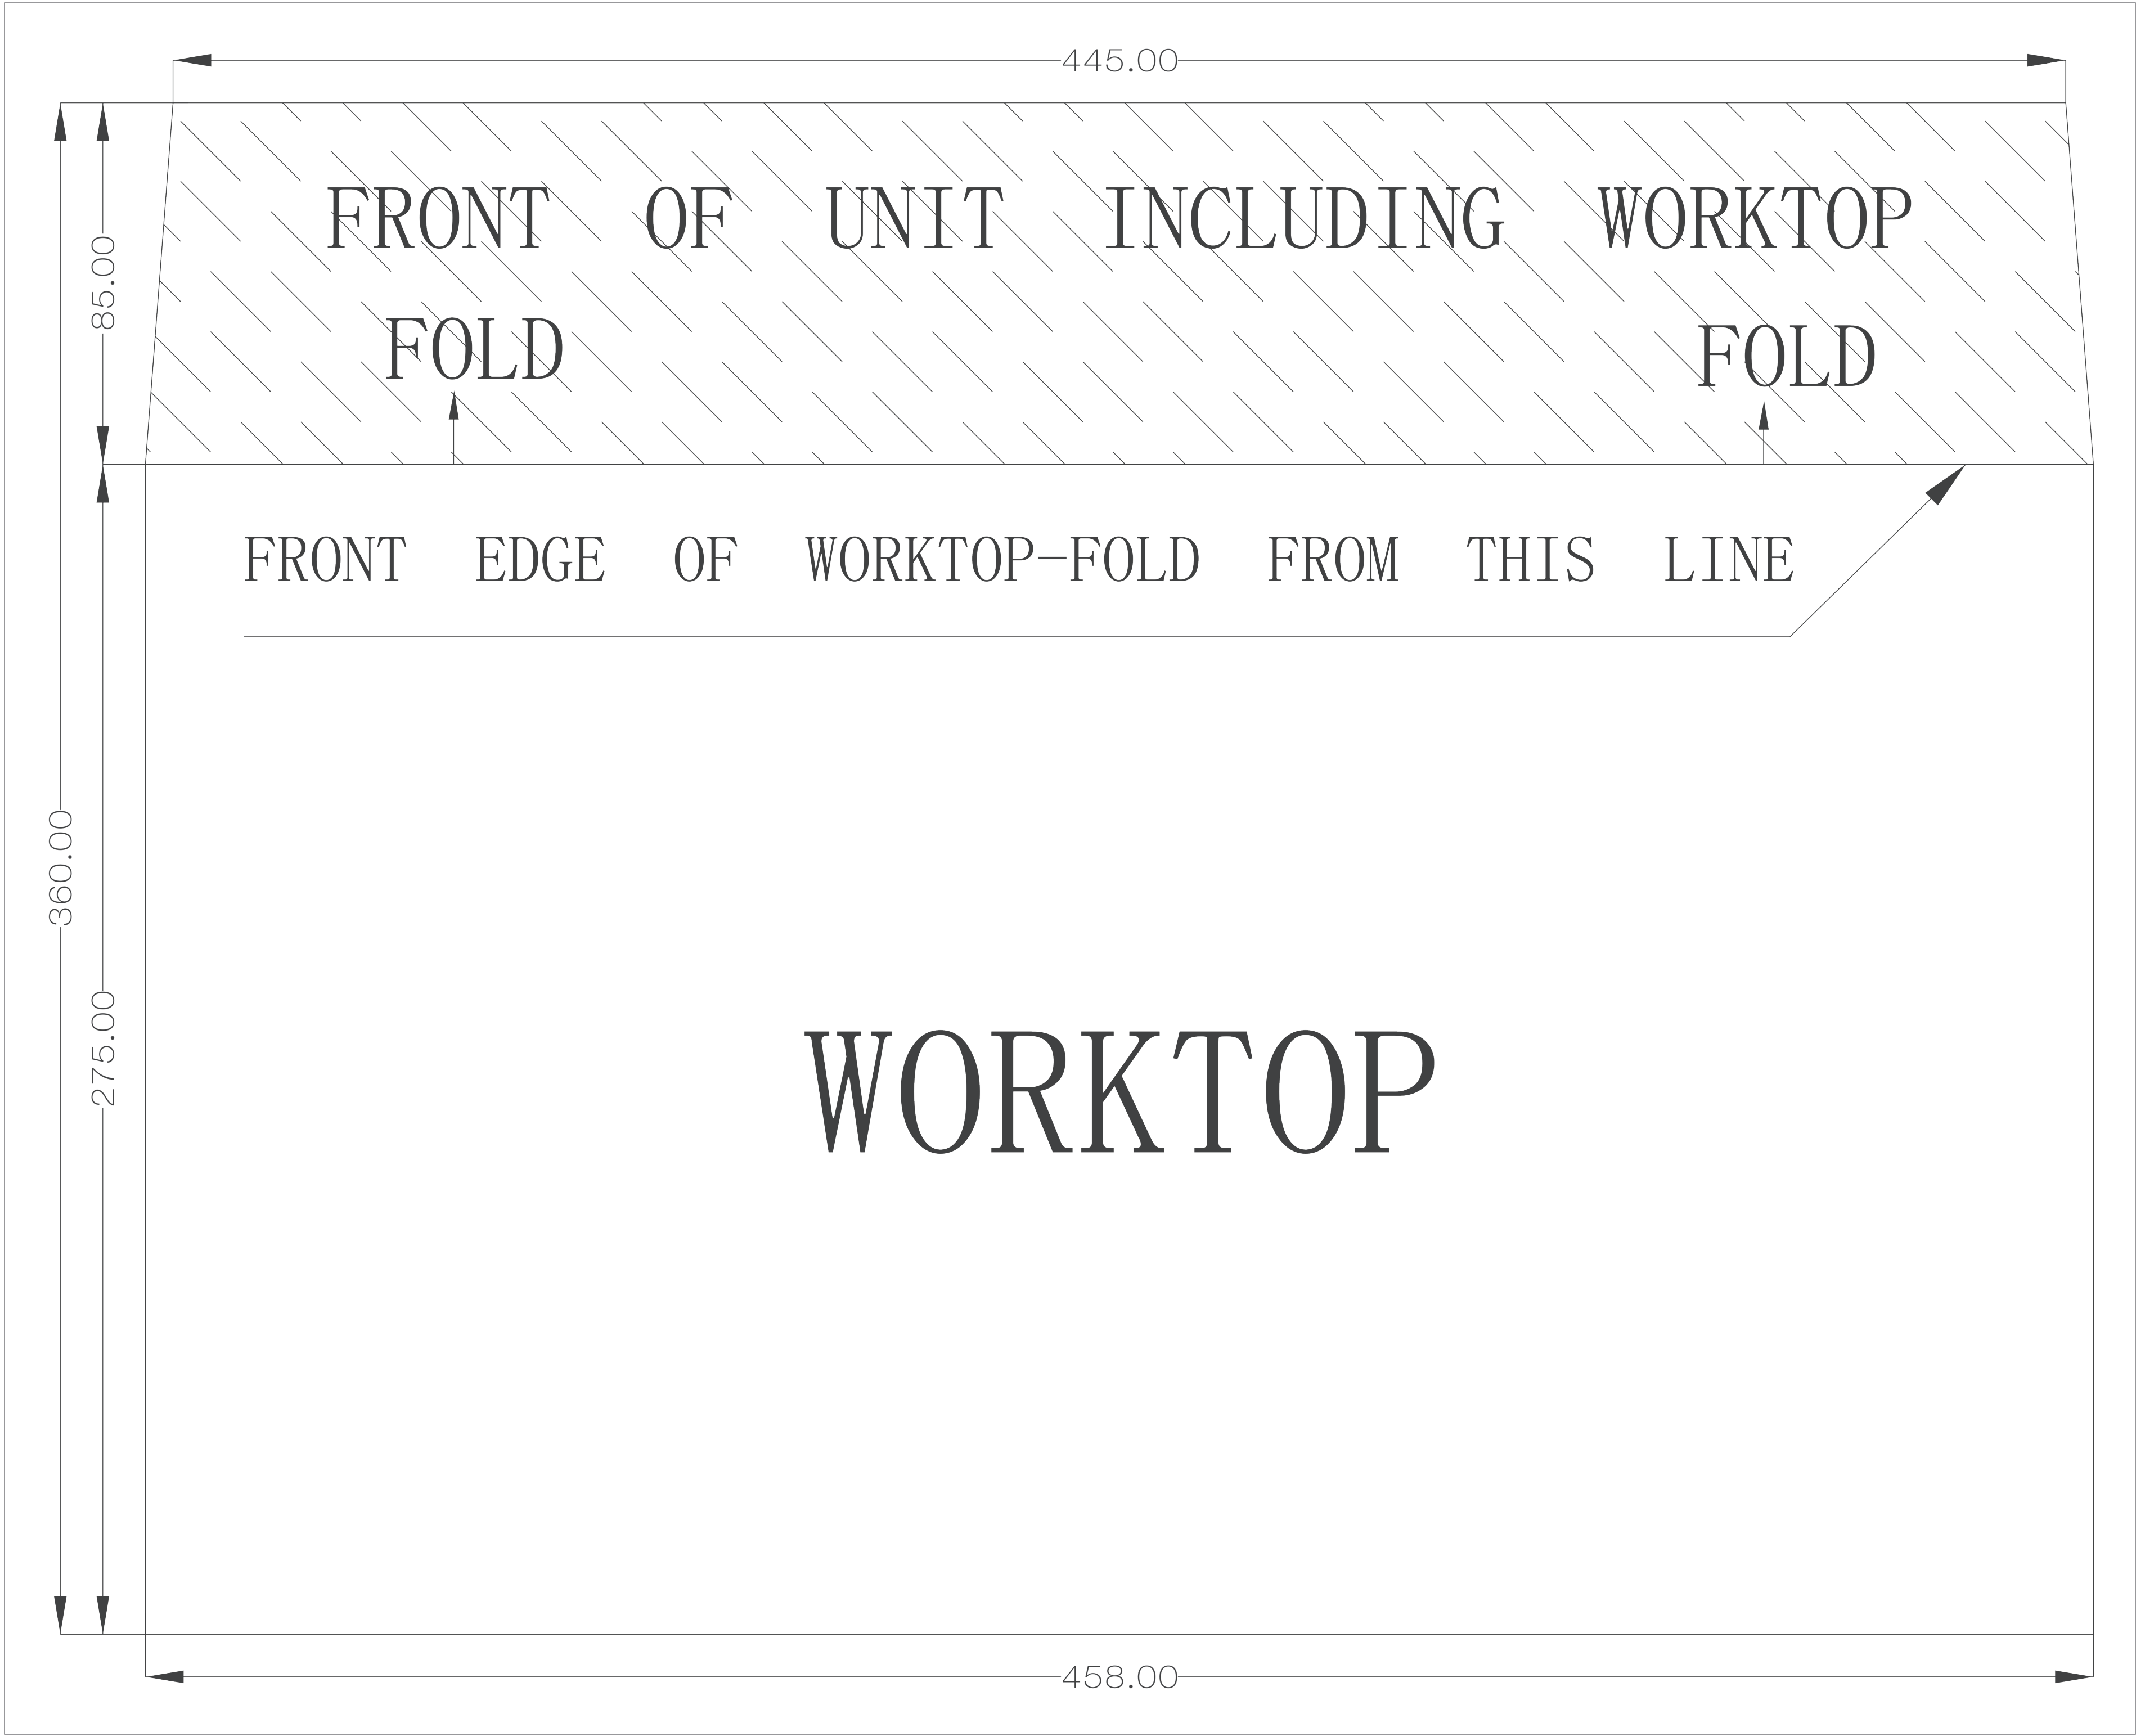 445.00
FRONT OF UNIT INCLUDING WORKTOP
85.00
FOLD FOLD
FRONT EDGE OF WORKTOP-FOLD FROM THIS LINE
360.00
275.00
WORKTOP
458.00